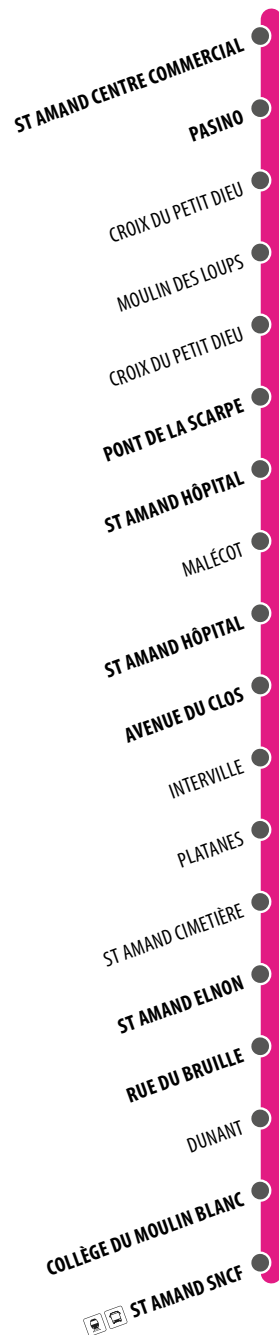 ST AMAND CENTRE COMMERCIAL
PASINO
CROIX DU PETIT DIEU
MOULIN DES LOUPS
CROIX DU PETIT DIEU
PONT DE LA SCARPE
ST AMAND HÔPITAL
MALÉCOT
ST AMAND HÔPITAL
AVENUE DU CLOS
INTERVILLE
PLATANES
ST AMAND CIMETIÈRE
ST AMAND ELNON
RUE DU BRUILLE
DUNANT
COLLÈGE DU MOULIN BLANC
ST AMAND SNCF